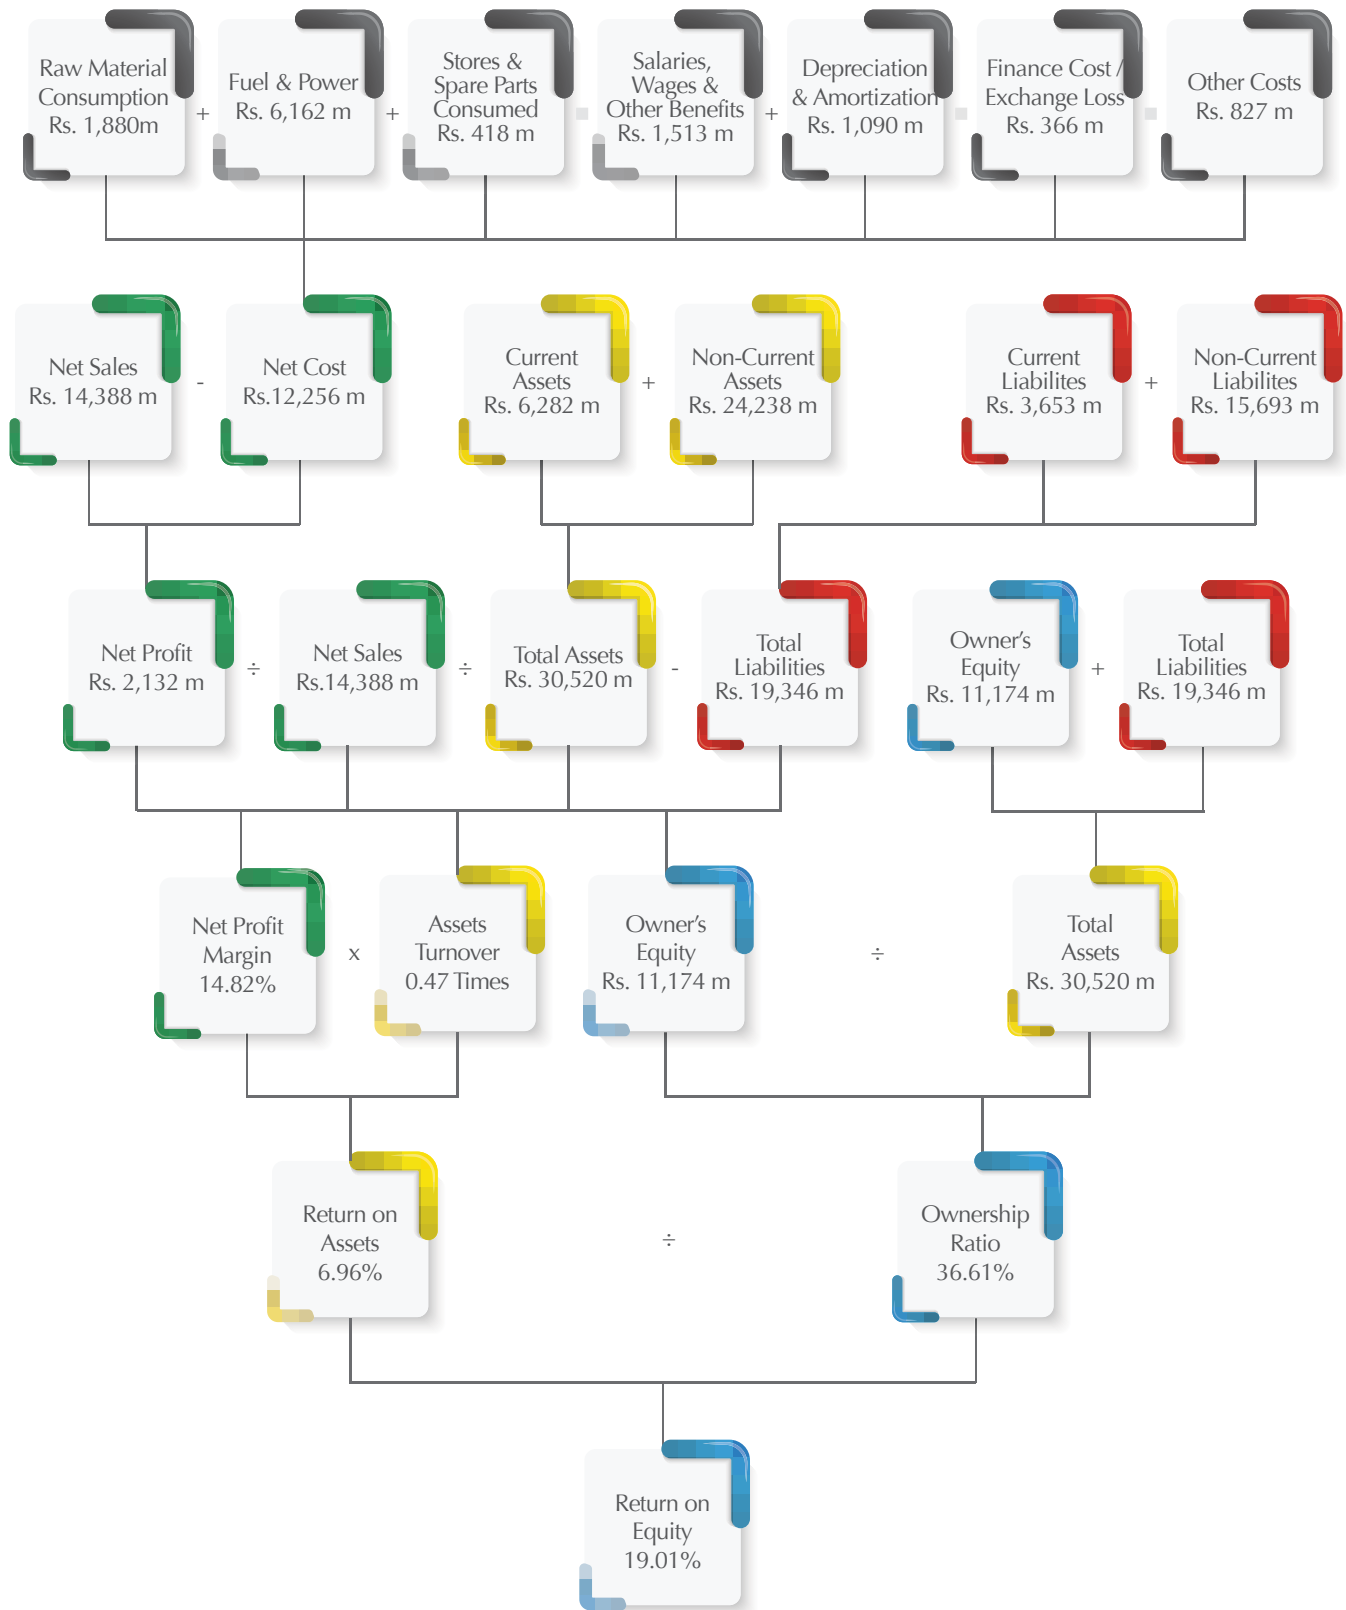 Raw Material
Consumption
Rs. 1,880m
+
Fuel & Power
Rs. 6,162 m
+
Stores &
Spare Parts
Consumed
Rs. 418 m
Salaries,
Wages &
Other Benefits
Rs. 1,513 m
+
Depreciation
& Amortization
Rs. 1,090 m
Finance Cost /
Exchange Loss
Rs. 366 m
Other Costs
Rs. 827 m
Net Sales
Rs. 14,388 m
-
Net Cost
Rs.12,256 m
Current
Assets
Rs. 6,282 m
+
Non-Current
Assets
Rs. 24,238 m
Current
Liabilites
Rs. 3,653 m
+
Non-Current
Liabilites
Rs. 15,693 m
Net Profit
Rs. 2,132 m
÷
Net Sales
Rs.14,388 m
÷
Total Assets
Rs. 30,520 m
-
Total
Liabilities
Rs. 19,346 m
Owner's
Equity
Rs. 11,174 m
+
Total
Liabilities
Rs. 19,346 m
Net Profit
Margin
14.82%
x
Assets
Turnover
0.47 Times
Owner's
Equity
Rs. 11,174 m
÷
Total
Assets
Rs. 30,520 m
Return on
Assets
6.96%
÷
Ownership
Ratio
36.61%
Return on
Equity
19.01%